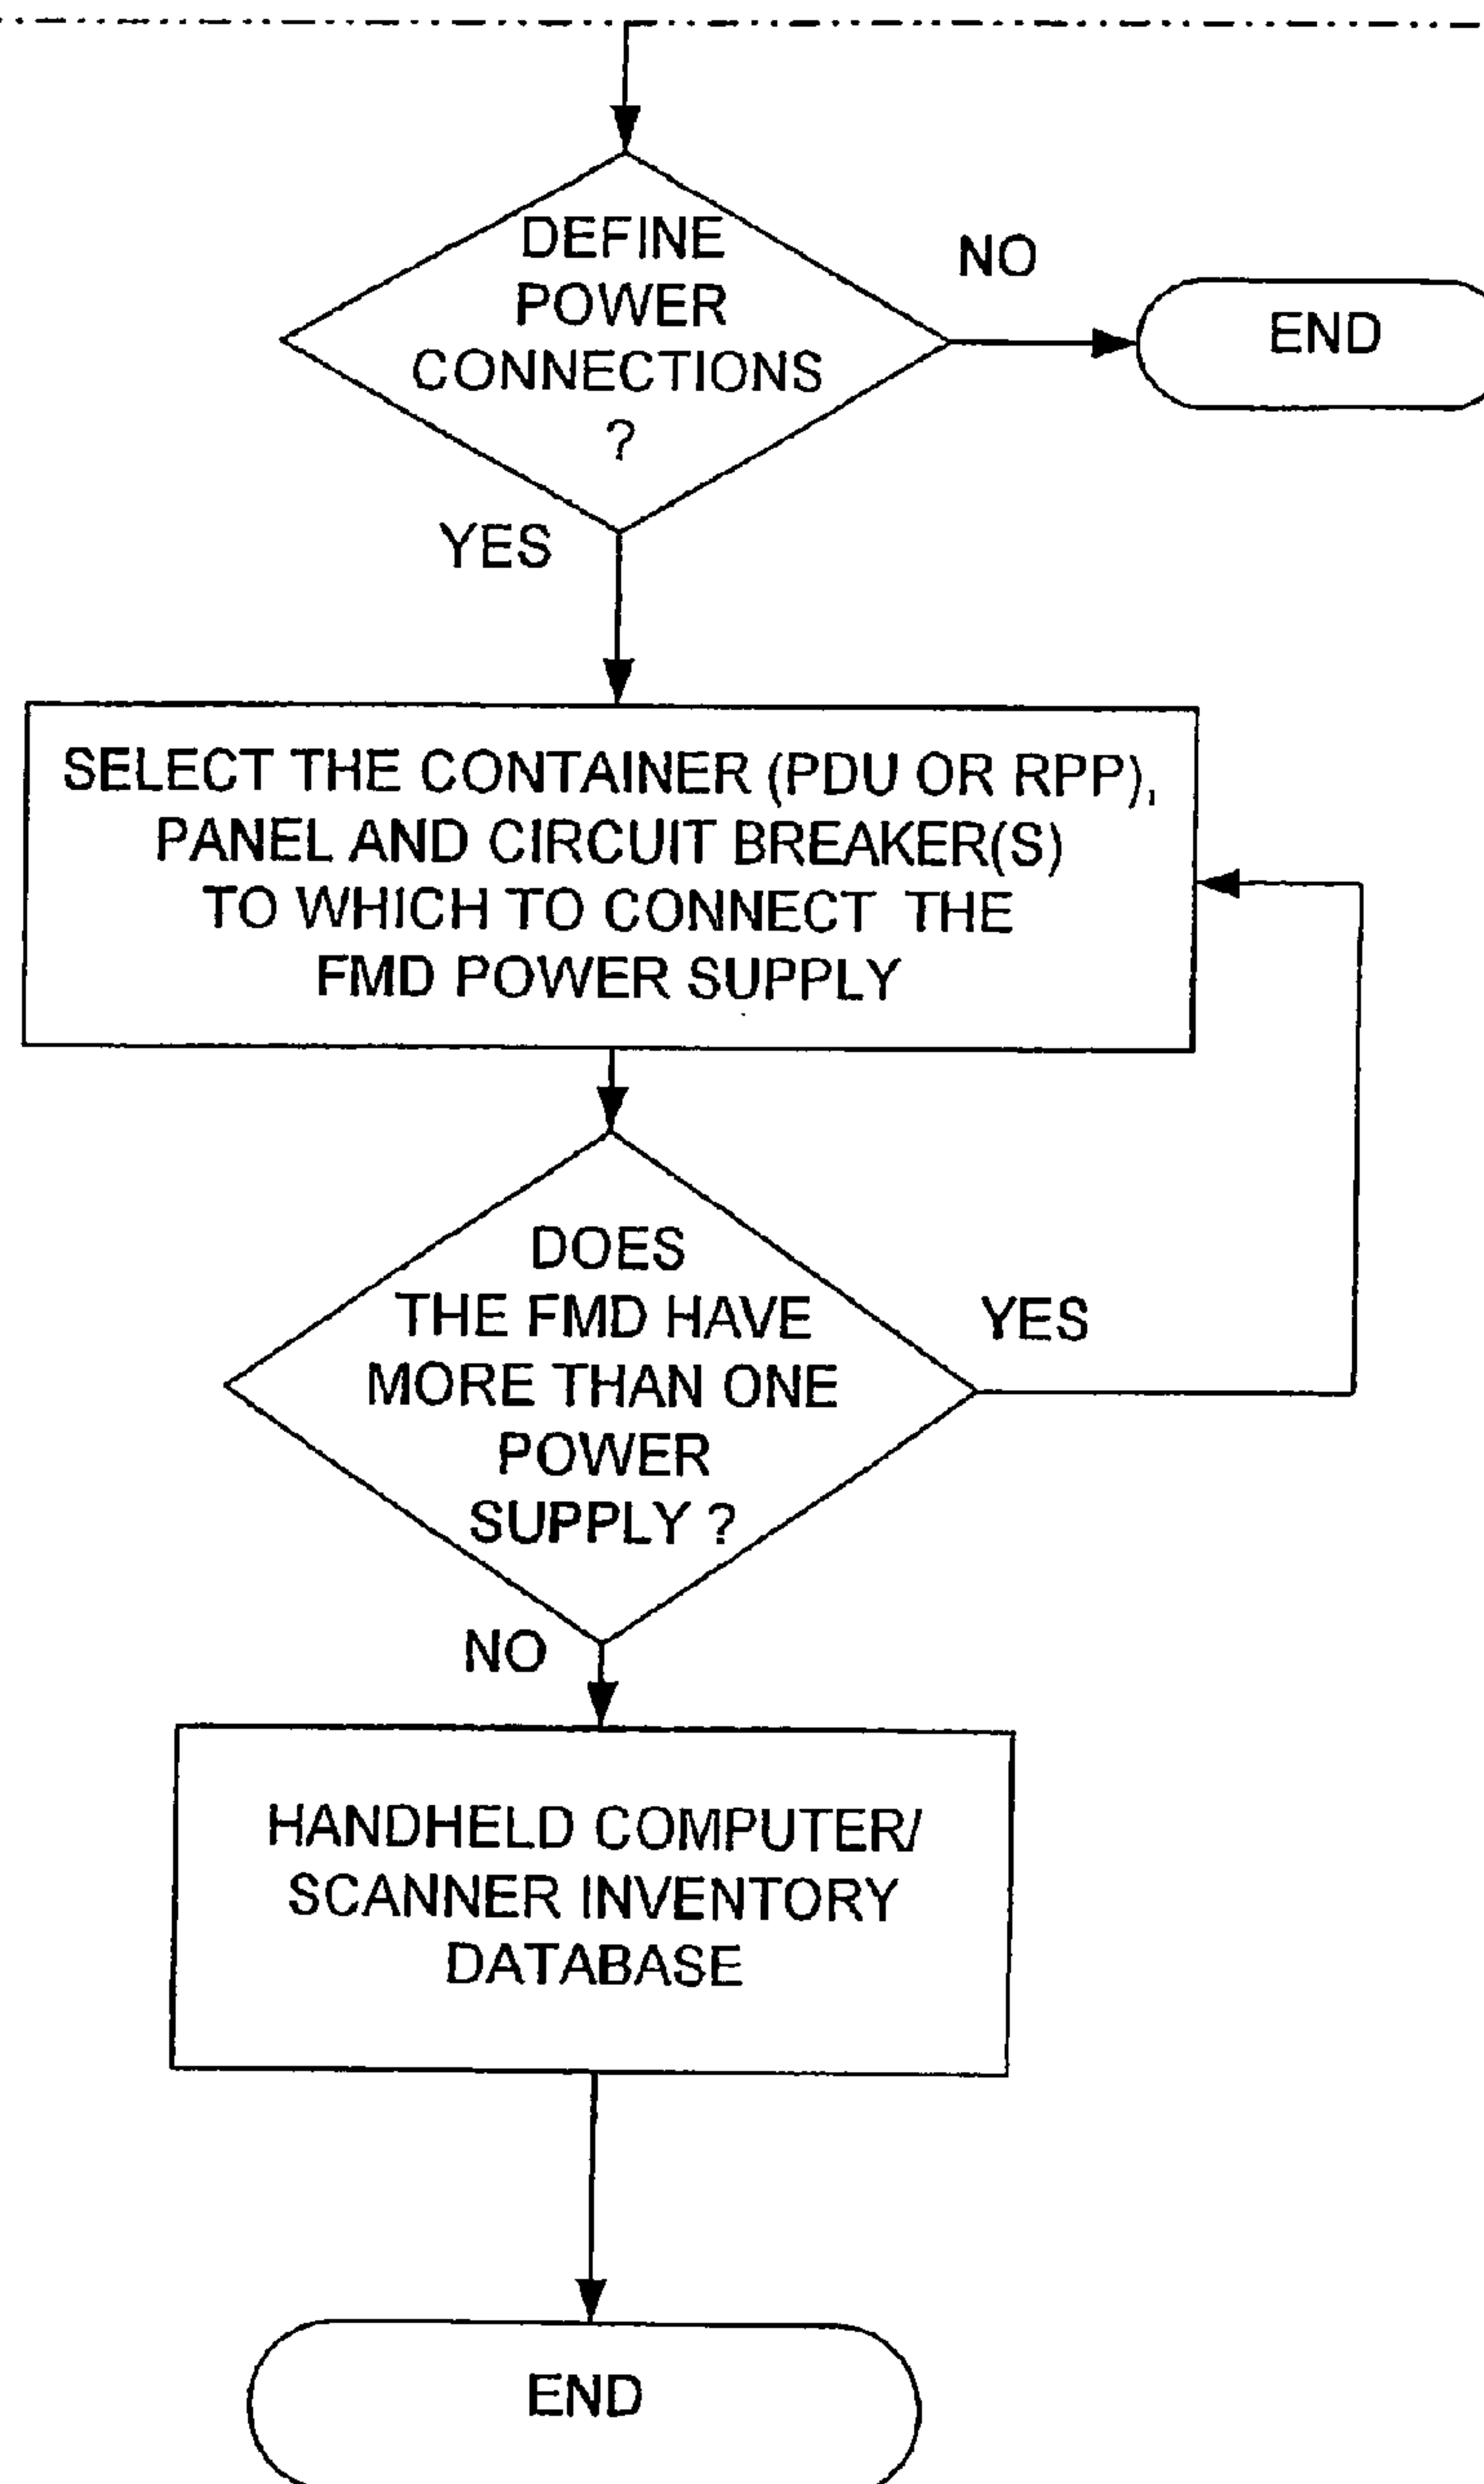 DEFINE
POWER
CONNECTIONS
?
NO
END
YES
SELECT THE CONTAINER (PDU OR RPP),
PANEL AND CIRCUIT BREAKER(S)
TO WHICH TO CONNECT THE
FMD POWER SUPPLY
DOES
THE FMD HAVE
MORE THAN ONE
POWER
SUPPLY ?
YES
NO
HANDHELD COMPUTER/
SCANNER INVENTORY
DATABASE
END